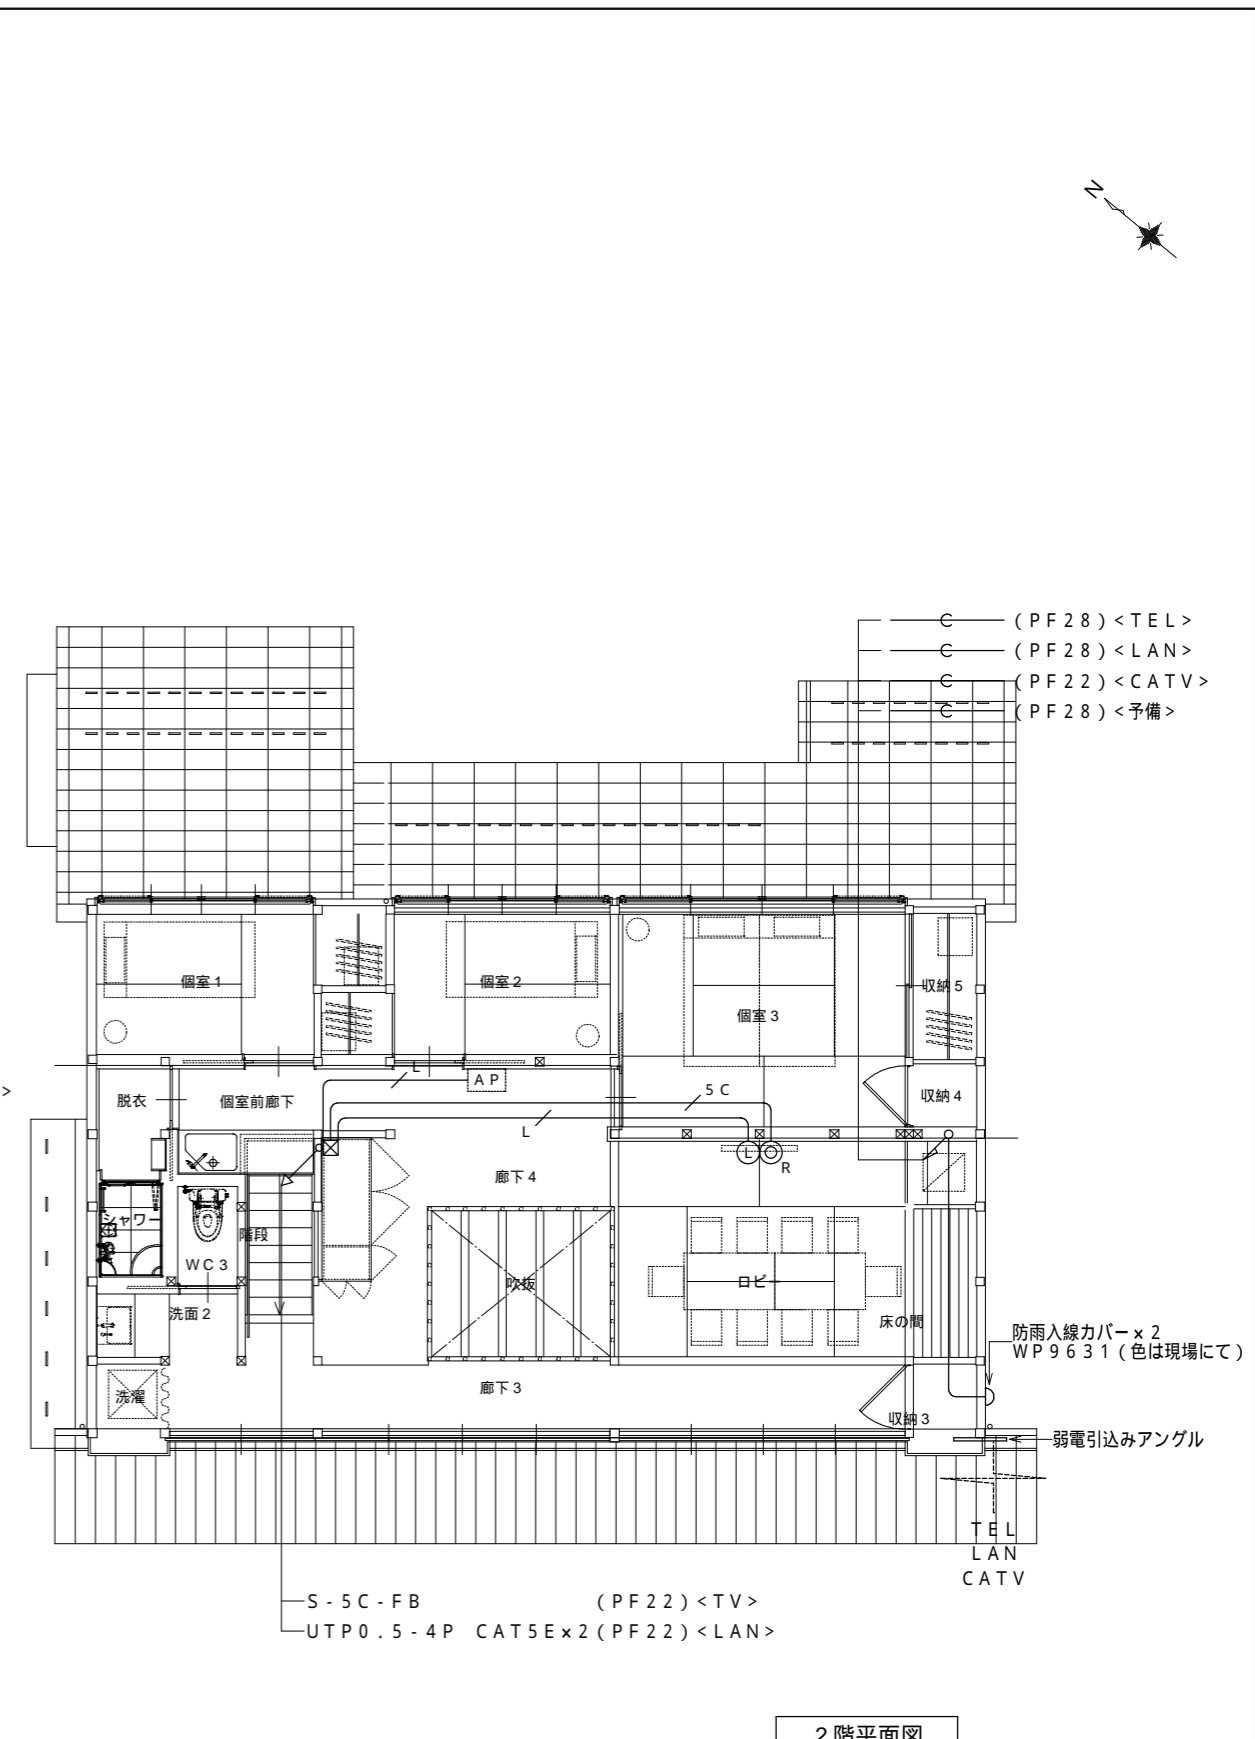 N
(PF28)<TEL>
(PF28)<LAN>
(PF22)<CATV>
(PF28)<予備>
C
C
C
C
個室1
個室2
個室3
収納5
>
脱衣
個室前廊下
L
AP
5C
L
収納4
L
R
廊下4
シャワー
WC3
階段
吹抜
ロビー
床の間
洗面2
防雨入線カバー×2
WP9631(色は現場にて)
洗濯
廊下3
収納3
弱電引込みアングル
TEL
LAN
CATV
S-5C-FB (PF22)<TV>
UTP0.5-4P CAT5E×2(PF22)<LAN>
2階平面図